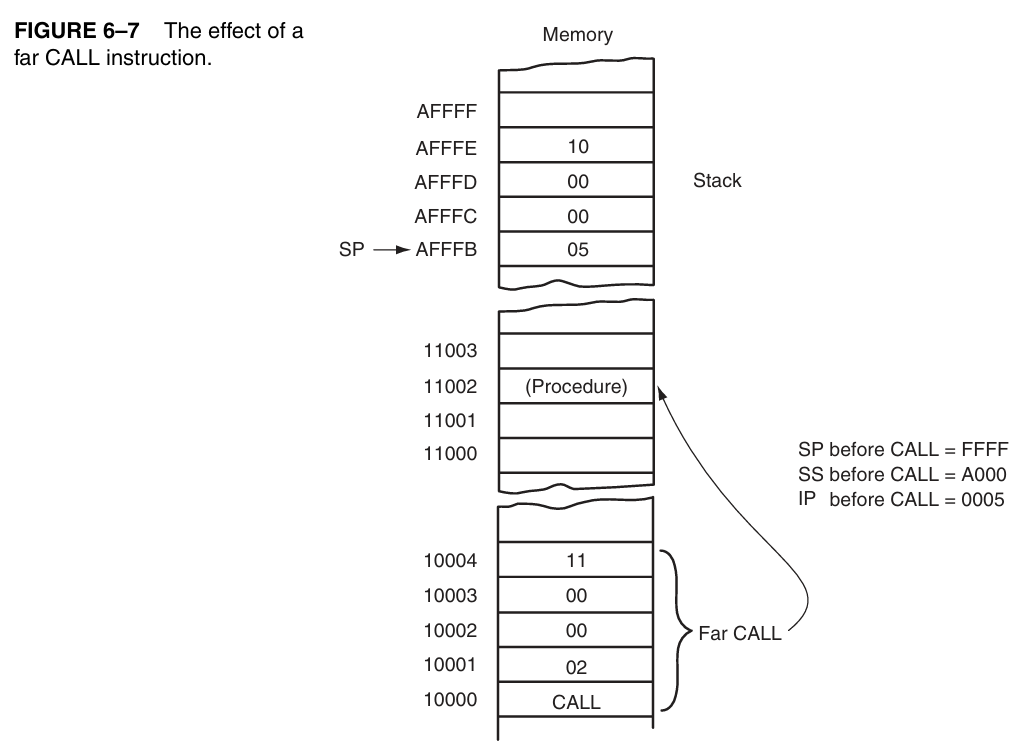 FIGURE 6–7 The effect of a
far CALL instruction.
Memory
AFFFF
AFFFE 10
AFFFD 00
Stack
AFFFC 00
SP AFFFB 05
11003
11002 (Procedure)
11001
11000
SP before CALL = FFFF
SS before CALL = A000
IP before CALL = 0005
10004 11
10003 00
10002 00
Far CALL
10001 02
10000 CALL